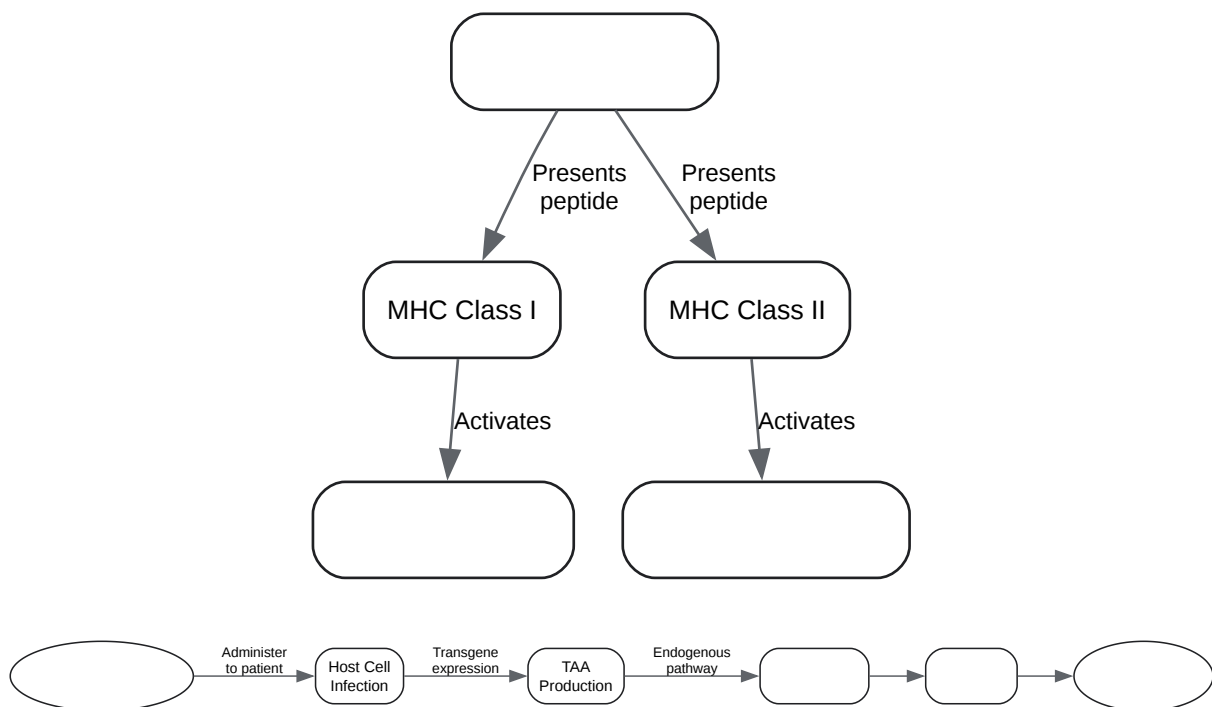 Presents
peptide
Presents
peptide
MHC Class I
MHC Class II
Activates
Activates
Administer
to patient
Host Cell
Infection
Transgene
expression
TAA
Production
Endogenous
pathway